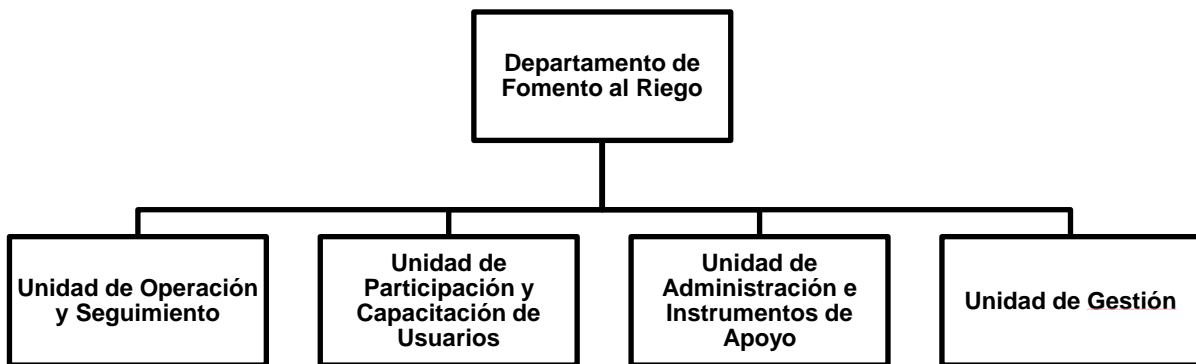 Departamento de
Fomento al Riego
Unidad de Operación
y Seguimiento
Unidad de
Participación y
Capacitación de
Usuarios
Unidad de
Administración e
Instrumentos de
Apoyo
Unidad de Gestión